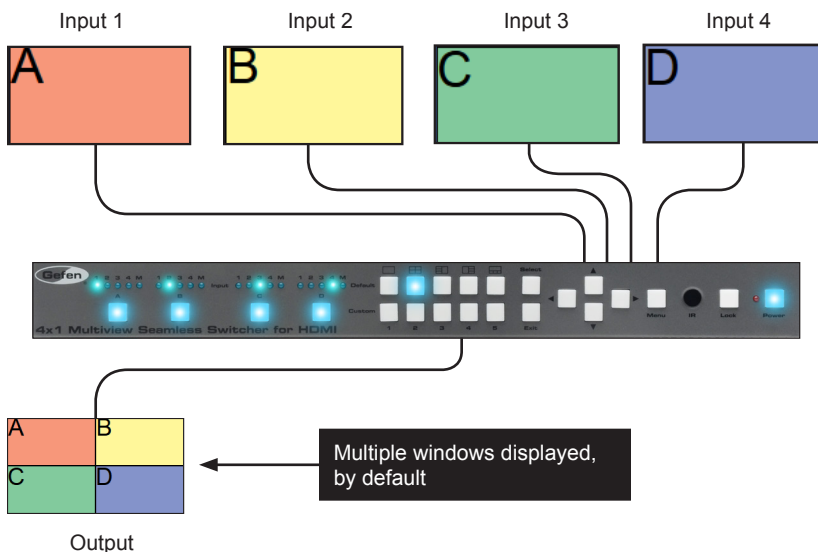 Input 1
Input 2
Input 3
Input 4
A
B
C
D
Gefen
1 2 3 4 M
1 2 3 4 M
Input
1 2 3 4 M
1 2 3 4 M
Default
Select
A
B
Custom
4x1 Multiview Seamless Switcher for HDMI
1
2
3
4
5
Exit
Menu
IR
Lock
Power
A
B
C
D
Multiple windows displayed,
by default
Output